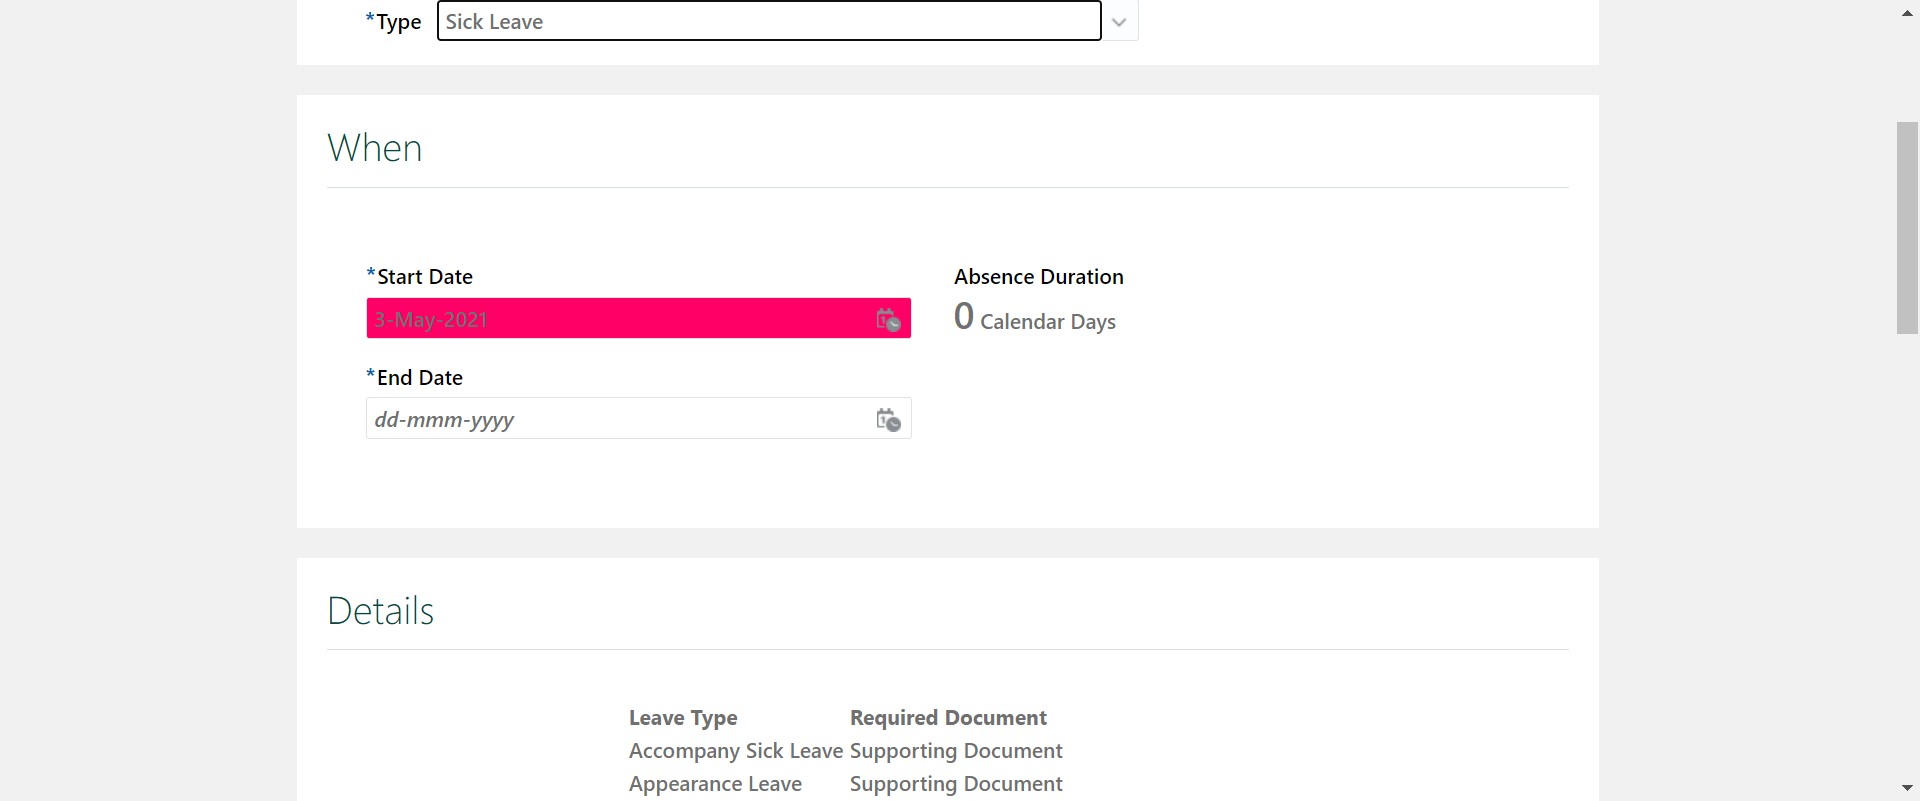 *Type Sick Leave
When
*Start Date
3-May-2021
Absence Duration
0 Calendar Days
*End Date
dd-mmm-yyyy
Details
Leave Type Required Document
Accompany Sick Leave Supporting Document
Appearance Leave Supporting Document